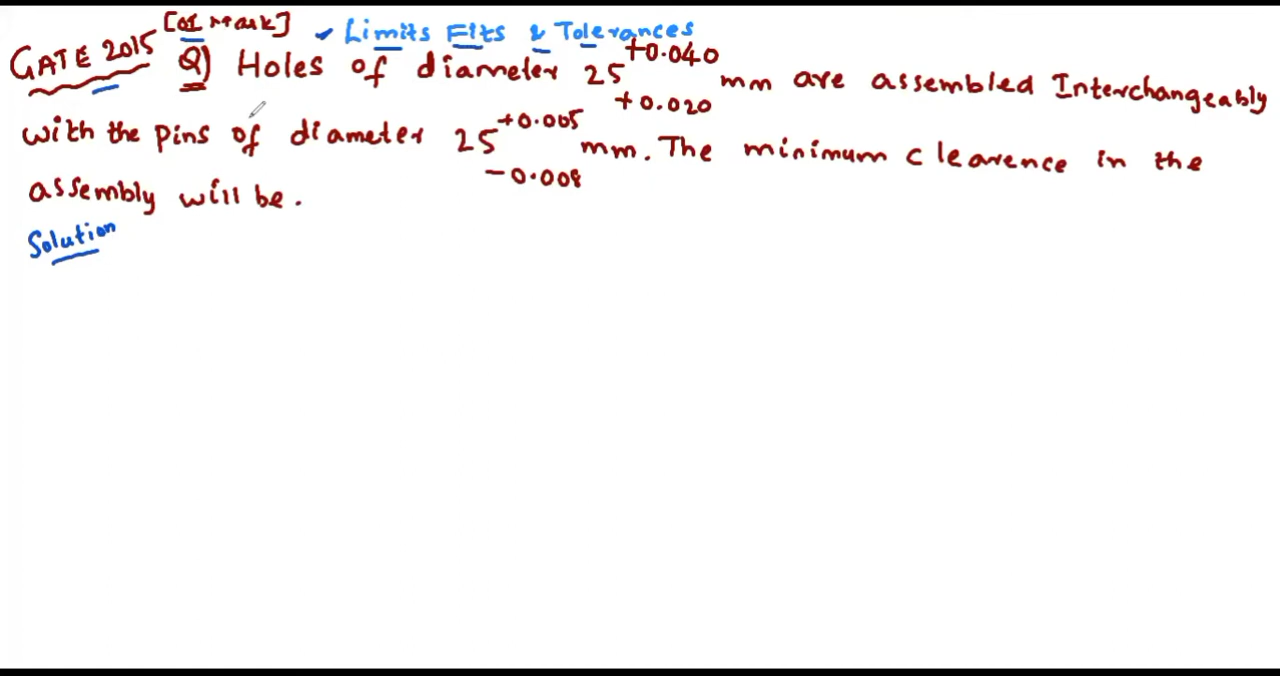 [01 Mark] ✓ Limits Fits & Tolerances
GATE 2015 Q) Holes of diameter 25 +0.040 +0.020 mm are assembled Interchangeably
with the pins of diameter 25 +0.005 -0.008 mm. The minimum clearence in the
assembly will be.
Solution